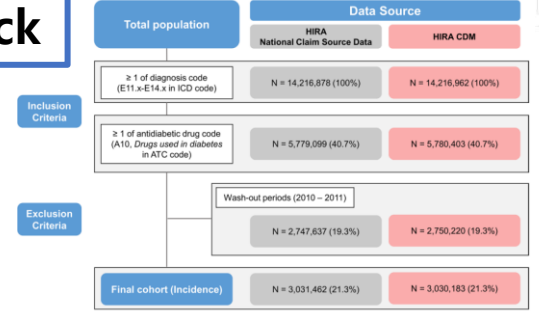 ck
Total population
Data Source
HIRA
National Claim Source Data
HIRA CDM
Inclusion
Criteria
≥ 1 of diagnosis code
(E11.x-E14.x in ICD code)
N = 14,216,878 (100%)
N = 14,216,962 (100%)
≥ 1 of antidiabetic drug code
(A10, Drugs used in diabetes
in ATC code)
N = 5,779,099 (40.7%)
N = 5,780,403 (40.7%)
Exclusion
Criteria
Wash-out periods (2010 – 2011)
N = 2,747,637 (19.3%)
N = 2,750,220 (19.3%)
Final cohort (Incidence)
N = 3,031,462 (21.3%)
N = 3,030,183 (21.3%)